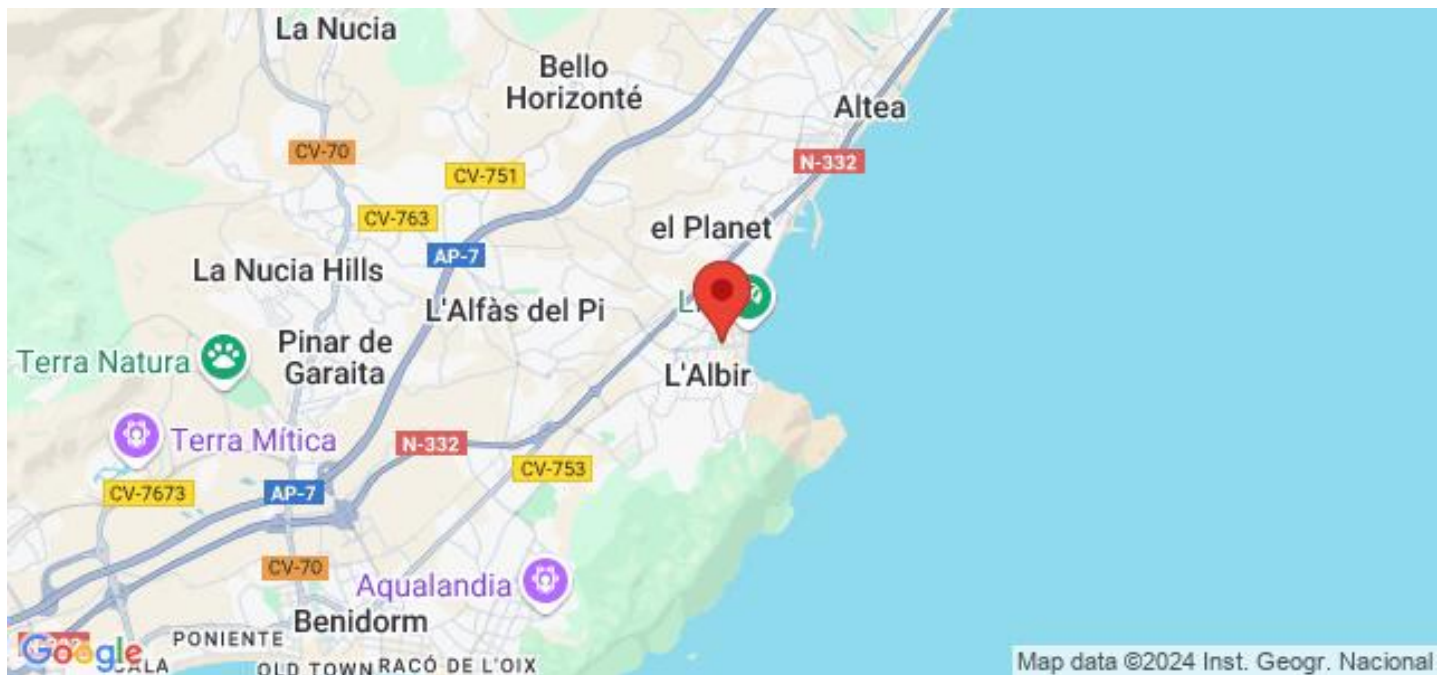 La Nucia
Bello
Horizonté
Altea
CV-70
N-332
CV-751
CV-763
el Planet
AP-7
La Nucia Hills
L'Alfàs del Pi
Pinar de
Garaita
Terra Natura
L'Albir
Terra Mítica
N-332
CV-753
CV-7673
AP-7
CV-70
Aqualandia
Benidorm
PONIENTE
Google
OLD TOWN
RACÓ DE L'OIX
Map data ©2024 Inst. Geogr. Nacional